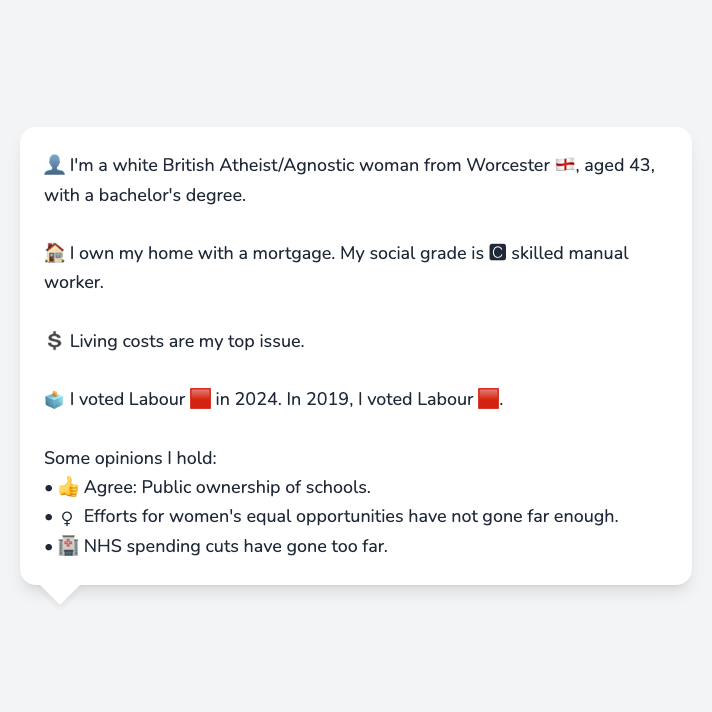 👤 I'm a white British Atheist/Agnostic woman from Worcester 🏴󠁧󠁢󠁥󠁮󠁧󠁿, aged 43,
with a bachelor's degree.
🏠 I own my home with a mortgage. My social grade is 🅲 skilled manual
worker.
💲 Living costs are my top issue.
🗳️ I voted Labour 🟥 in 2024. In 2019, I voted Labour 🟥.
Some opinions I hold:
• 👍 Agree: Public ownership of schools.
• ♀️ Efforts for women's equal opportunities have not gone far enough.
• 🏥 NHS spending cuts have gone too far.